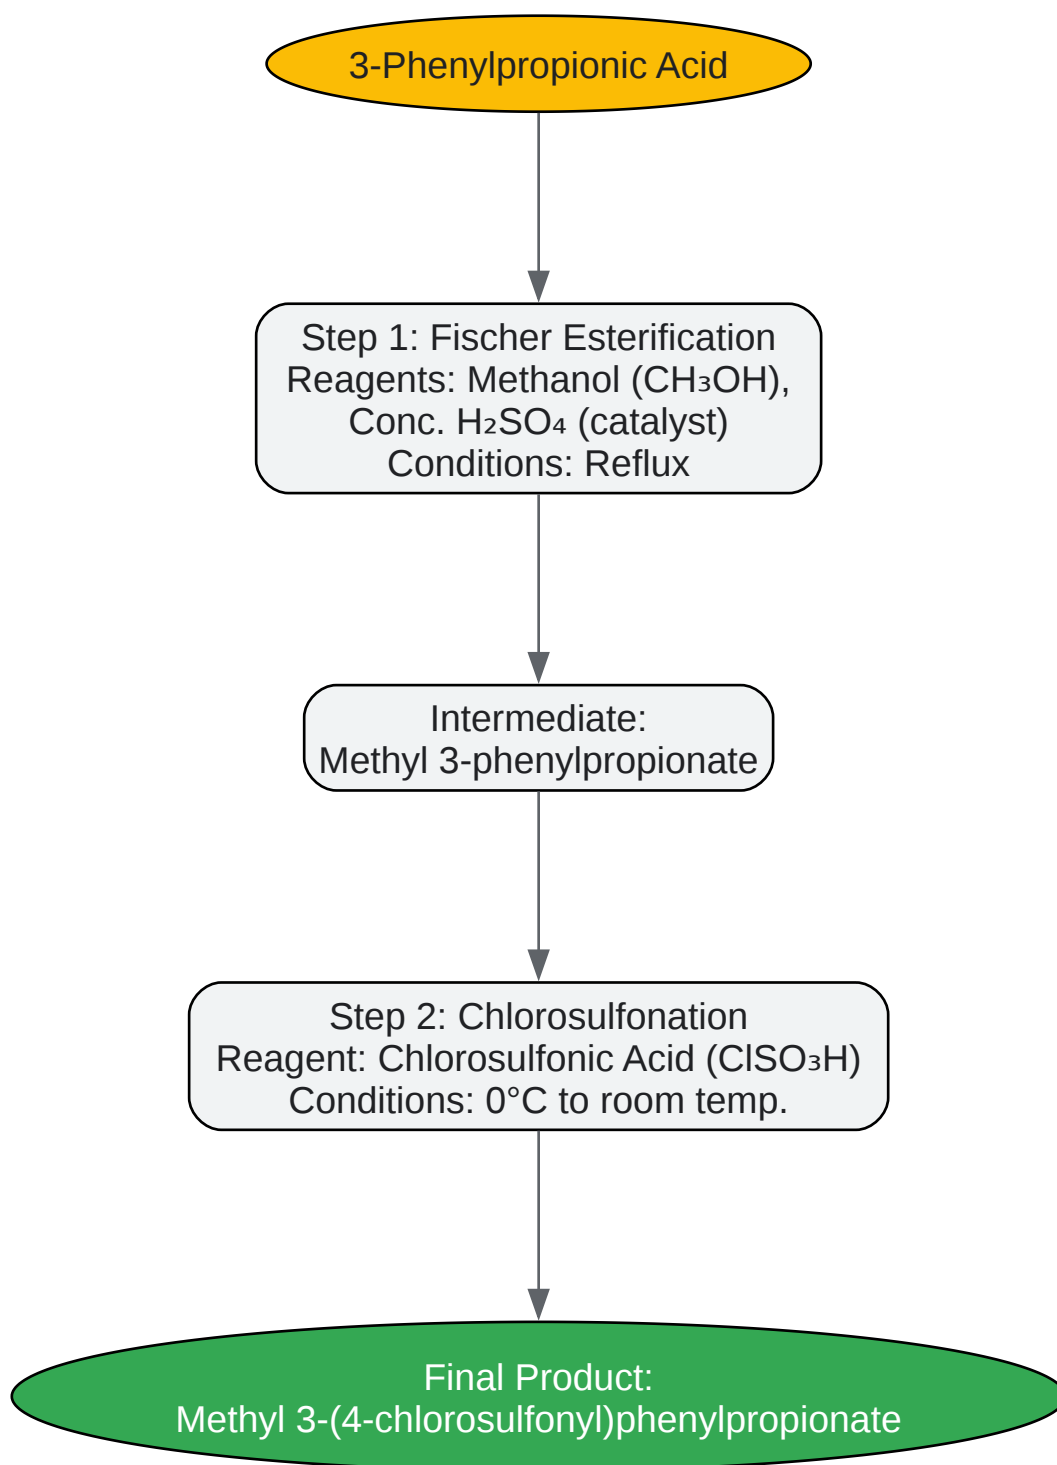 3-Phenylpropionic Acid
Step 1: Fischer Esterification
Reagents: Methanol (CH₃OH),
Conc. H₂SO₄ (catalyst)
Conditions: Reflux
Intermediate:
Methyl 3-phenylpropionate
Step 2: Chlorosulfonation
Reagent: Chlorosulfonic Acid (ClSO₃H)
Conditions: 0°C to room temp.
Final Product:
Methyl 3-(4-chlorosulfonyl)phenylpropionate